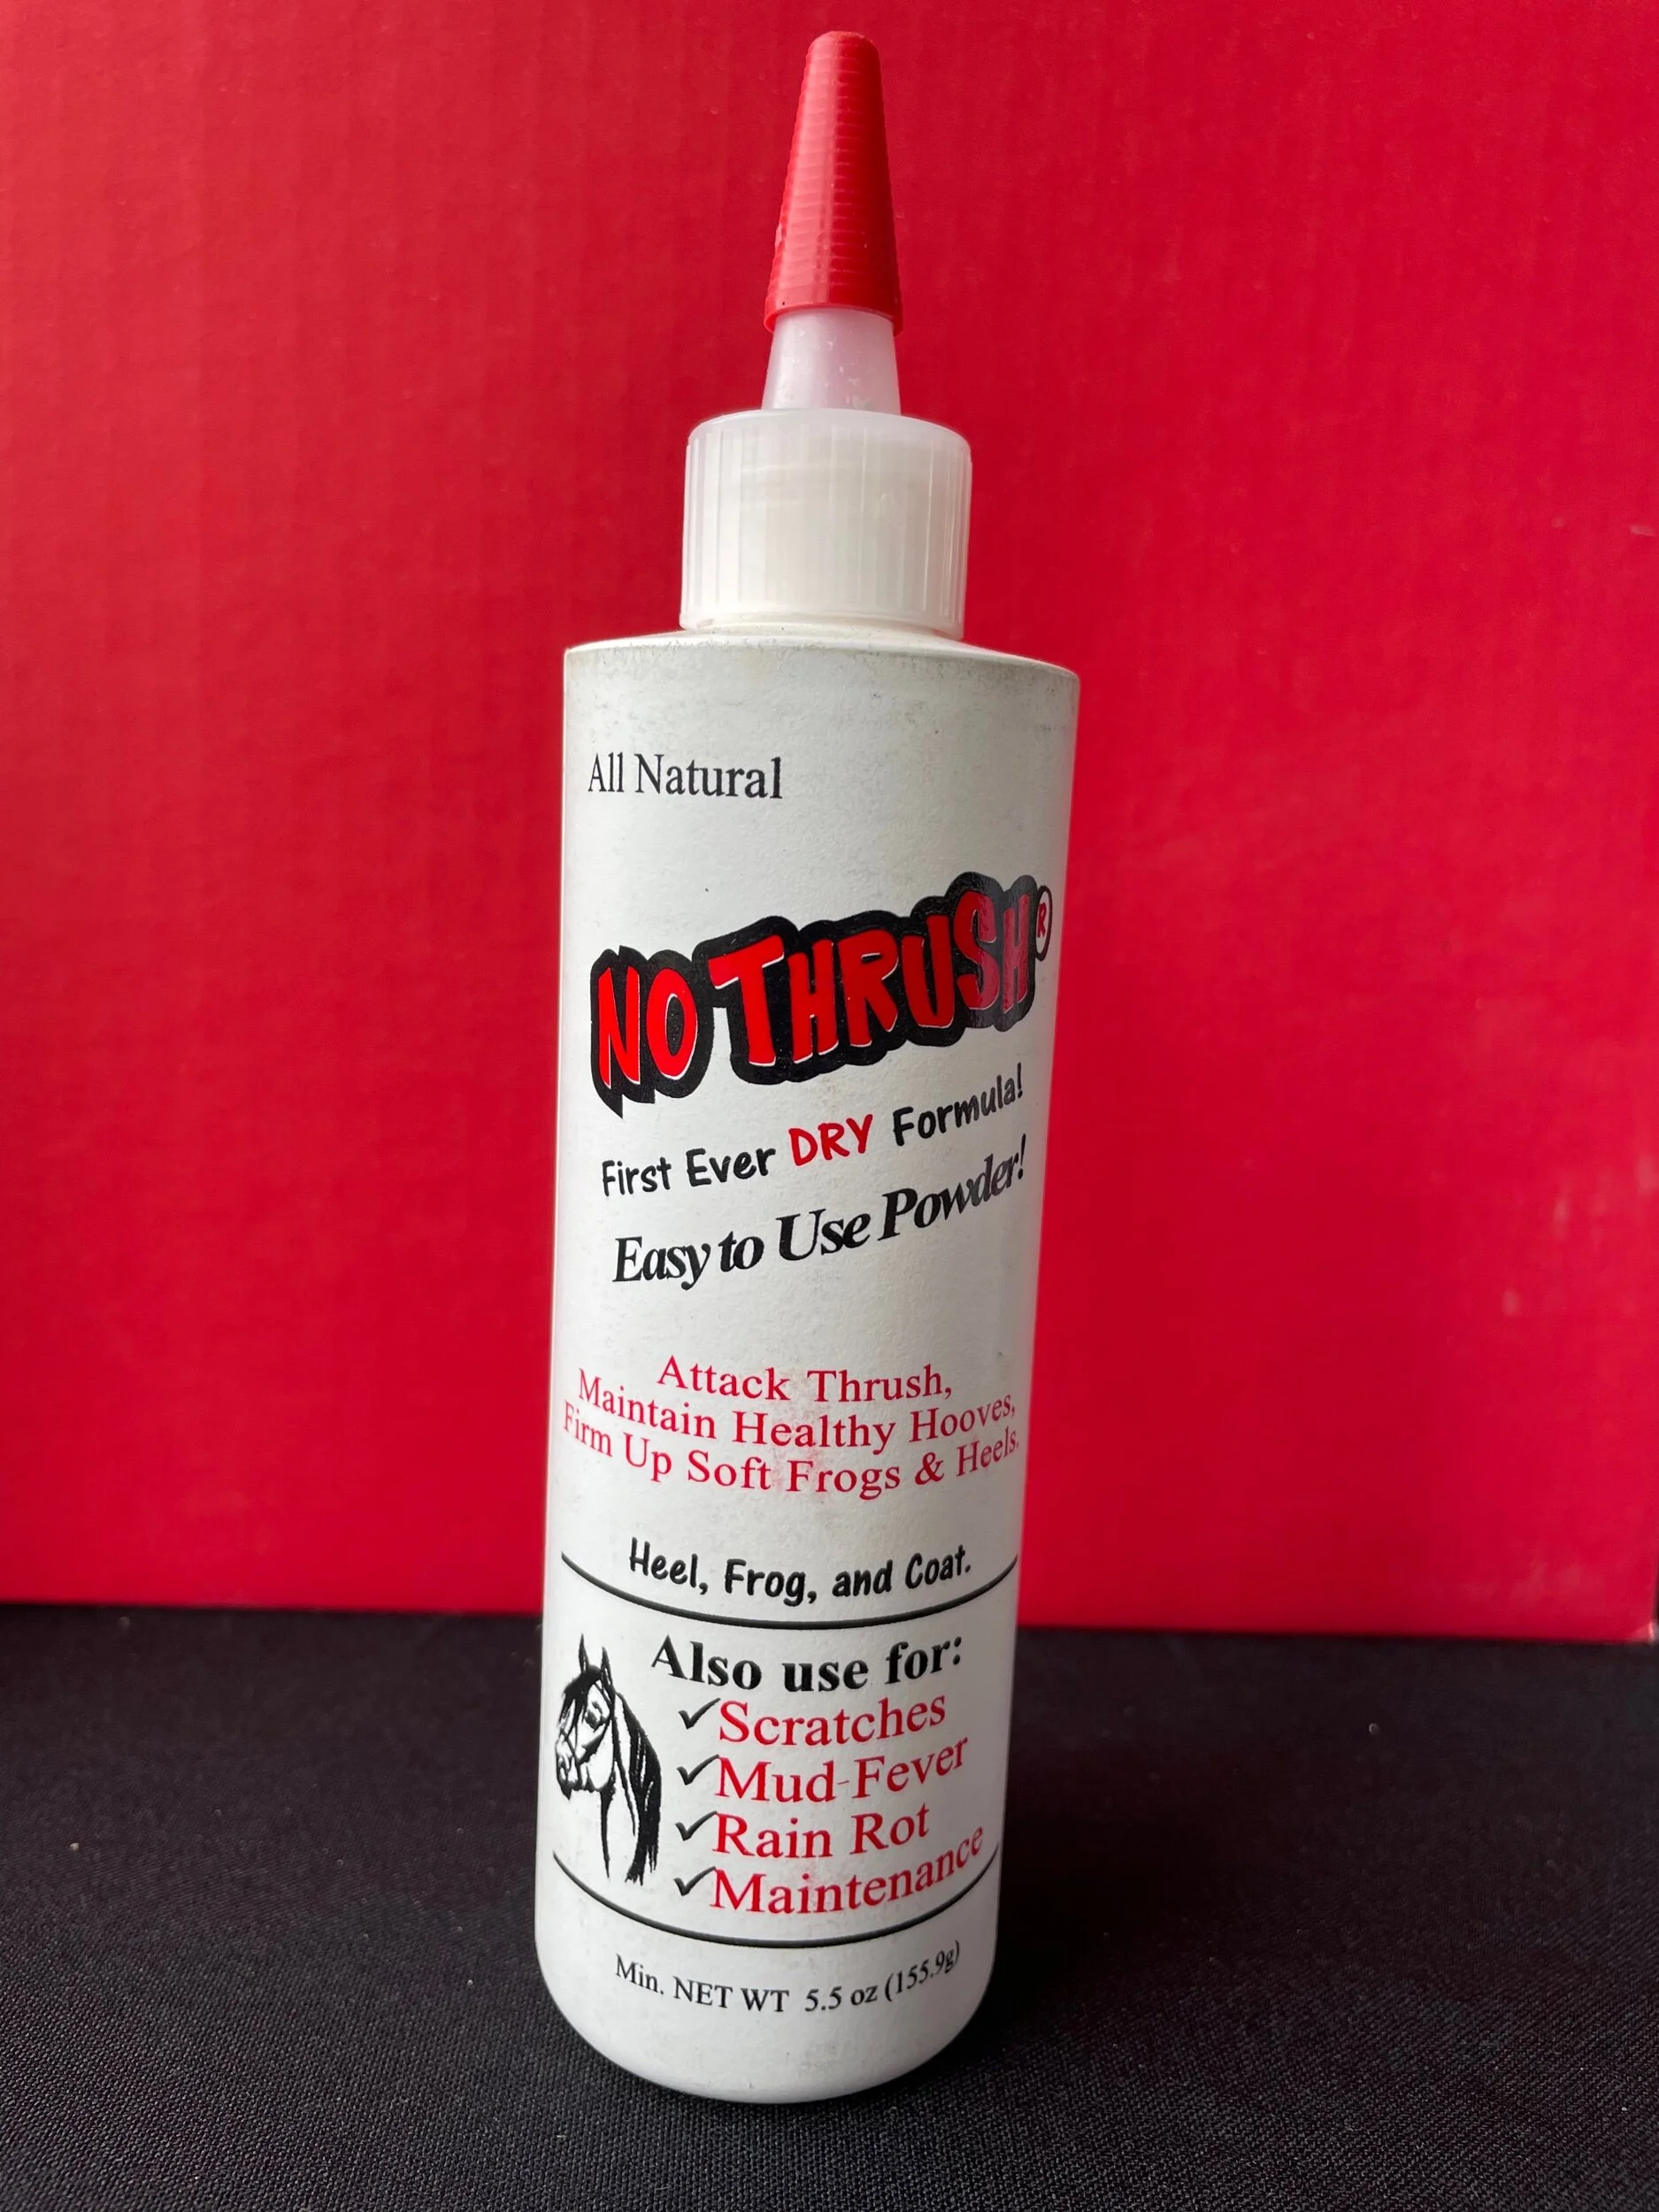 All Natural
NO THRUSH®
First Ever DRY Formula!
Easy to Use Powder!
Attack Thrush,
Maintain Healthy Hooves,
Firm Up Soft Frogs & Heels.
Heel, Frog, and Coat.
Also use for:
✓Scratches
✓Mud-Fever
✓Rain Rot
✓Maintenance
Min. NET WT 5.5 oz (155.9g)